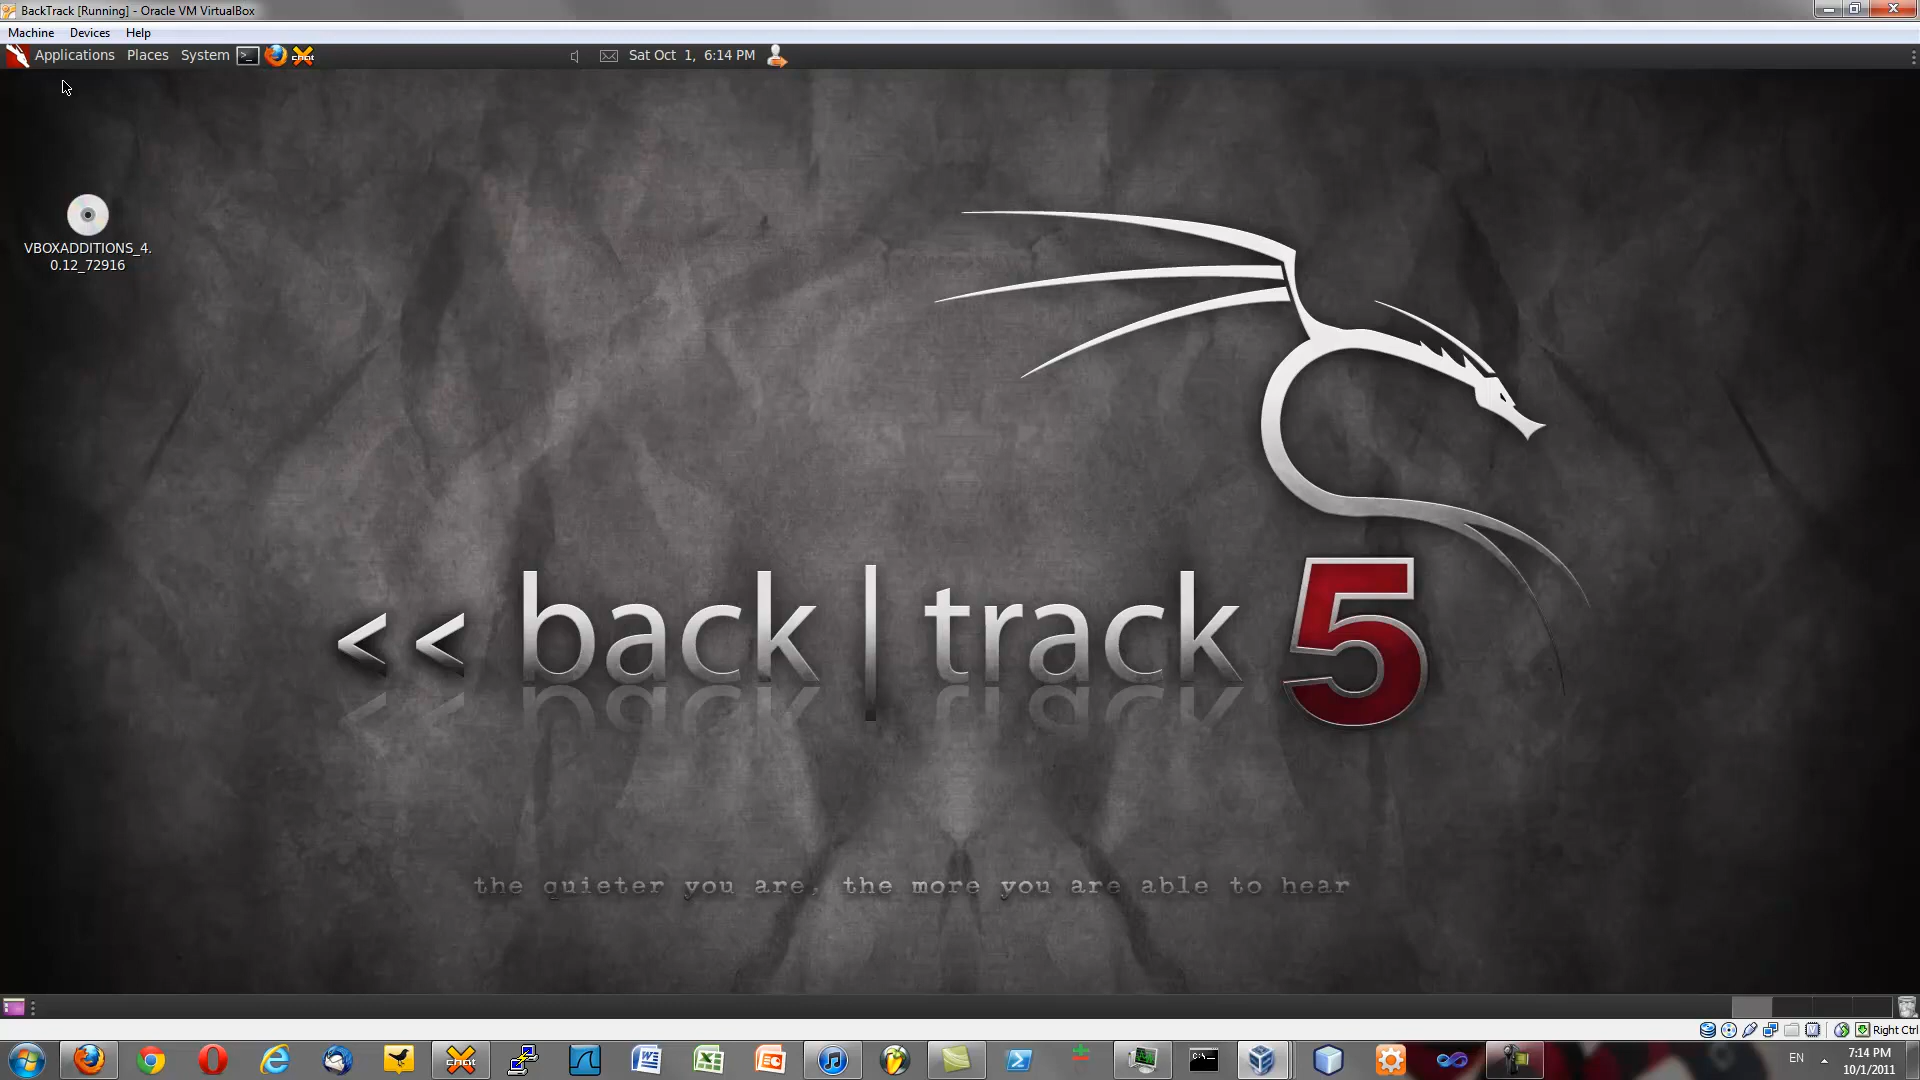 BackTrack [Running] - Oracle VM VirtualBox
Machine Devices Help
Applications Places System
Sat Oct 1, 6:14 PM
VBOXADDITIONS_4.
0.12_72916
<< back | track 5
the quieter you are, the more you are able to hear
Right Ctrl
EN
7:14 PM
10/1/2011